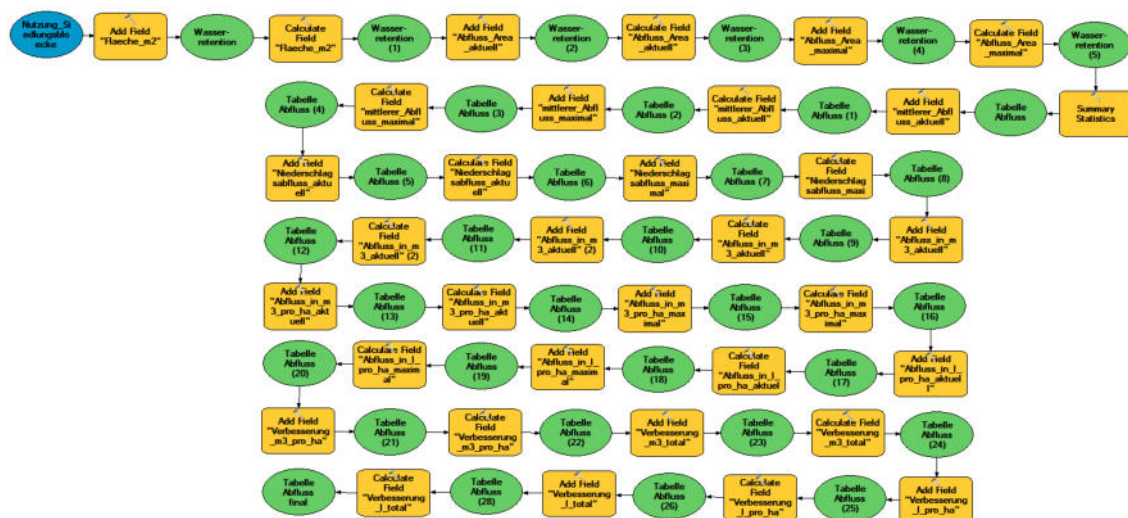 Nutzung_Si
edlungsblo
ecke
Add Field
"Flaeche_m2"
Wasser-
retention
Calculate
Field
"Flaeche_m2"
Wasser-
retention
(1)
Add Field
"Abfluss_Area
_aktuell"
Wasser-
retention
(2)
Calculate
Field
"Abfluss_Area
_aktuell"
Wasser-
retention
(3)
Add Field
"Abfluss_Area
_maximal"
Wasser-
retention
(4)
Calculate Field
"Abfluss_Area
_maximal"
Wasser-
retention
(5)
Summary
Statistics
Tabelle
Abfluss
Add Field
"mittlerer_Abfl
uss_aktuell"
Tabelle
Abfluss (1)
Calculate
Field
"mittlerer_Abfl
uss_aktuell"
Tabelle
Abfluss (2)
Add Field
"mittlerer_Abfl
uss_maximal"
Tabelle
Abfluss (3)
Calculate
Field
"mittlerer_Abfl
uss_maximal"
Tabelle
Abfluss (4)
Add Field
"Niederschlag
sabfluss_aktu
ell"
Tabelle
Abfluss (5)
Calculate Field
"Niederschlag
sabfluss_aktu
ell"
Tabelle
Abfluss (6)
Add Field
"Niederschlag
sabfluss_maxi
mal"
Tabelle
Abfluss (7)
Calculate
Field
"Niederschlag
sabfluss_maxi
Tabelle
Abfluss (8)
Add Field
"Abfluss_in_m
3_aktuell"
Tabelle
Abfluss (9)
Calculate
Field
"Abfluss_in_m
3_aktuell"
Tabelle
Abfluss
(10)
Add Field
"Abfluss_in_m
3_aktuell" (2)
Tabelle
Abfluss
(11)
Calculate
Field
"Abfluss_in_m
3_aktuell" (2)
Tabelle
Abfluss
(12)
Add Field
"Abfluss_in_m
3_pro_ha_akt
uell"
Tabelle
Abfluss
(13)
Calculate Field
"Abfluss_in_m
3_pro_ha_akt
uell"
Tabelle
Abfluss
(14)
Add Field
"Abfluss_in_m
3_pro_ha_maxi
mal"
Tabelle
Abfluss
(15)
Calculate Field
"Abfluss_in_m
3_pro_ha_maxi
mal"
Tabelle
Abfluss
(16)
Add Field
"Abfluss_in_l_
pro_ha_aktuel
l"
Tabelle
Abfluss
(17)
Calculate
Field
"Abfluss_in_l_
pro_ha_aktuel
Tabelle
Abfluss
(18)
Add Field
"Abfluss_in_l_
pro_ha_maxi
mal"
Tabelle
Abfluss
(19)
Calculate Field
"Abfluss_in_l_
pro_ha_maxi
mal"
Tabelle
Abfluss
(20)
Add Field
"Verbesserung
_m3_pro_ha"
Tabelle
Abfluss
(21)
Calculate
Field
"Verbesserung
_m3_pro_ha"
Tabelle
Abfluss
(22)
Add Field
"Verbesserung
_m3_total"
Tabelle
Abfluss
(23)
Calculate Field
"Verbesserung
_m3_total"
Tabelle
Abfluss
(24)
Add Field
"Verbesserung
_l_pro_ha"
Tabelle
Abfluss
(25)
Calculate
Field
"Verbesserung
_l_pro_ha"
Tabelle
Abfluss
(26)
Add Field
"Verbesserung
_l_total"
Tabelle
Abfluss
(28)
Calculate
Field
"Verbesserung
_l_total"
Tabelle
Abfluss
final